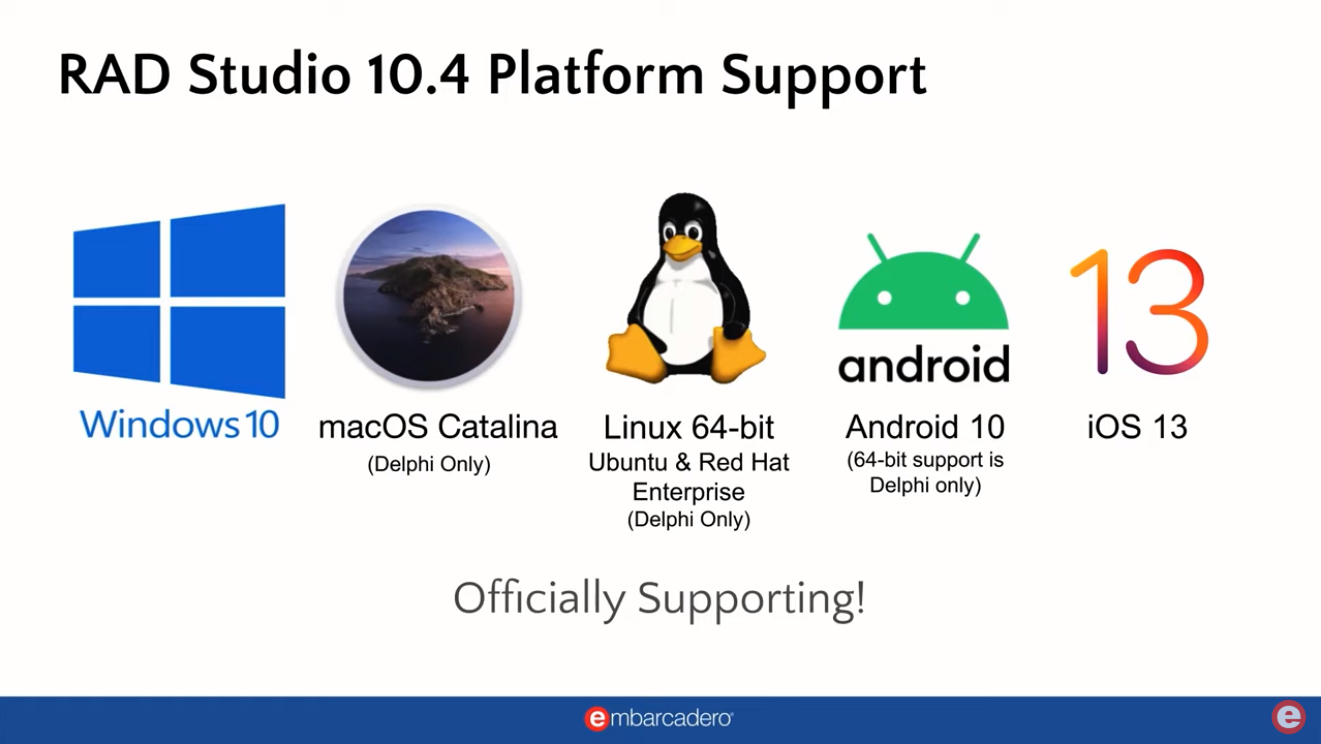 RAD Studio 10.4 Platform Support
android
13
Windows 10
macOS Catalina
(Delphi Only)
Linux 64-bit
Ubuntu & Red Hat
Enterprise
(Delphi Only)
Android 10
(64-bit support is
Delphi only)
iOS 13
Officially Supporting!
embarcadero®
e